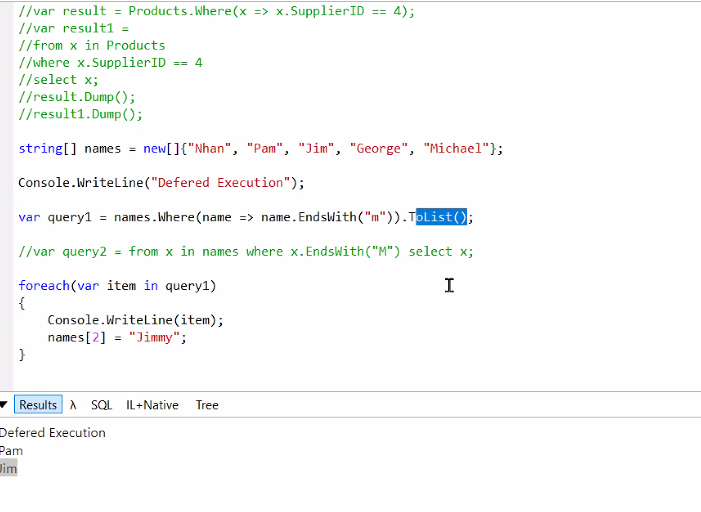 //var result = Products.Where(x => x.SupplierID == 4);
//var result1 =
//from x in Products
//where x.SupplierID == 4
//select x;
//result.Dump();
//result1.Dump();
string[] names = new[]{"Nhan", "Pam", "Jim", "George", "Michael"};
Console.WriteLine("Defered Execution");
var query1 = names.Where(name => name.EndsWith("m")).ToList();
//var query2 = from x in names where x.EndsWith("M") select x;
foreach(var item in query1)
{
    Console.WriteLine(item);
    names[2] = "Jimmy";
}
Results λ SQL IL+Native Tree
Defered Execution
Pam
Jim